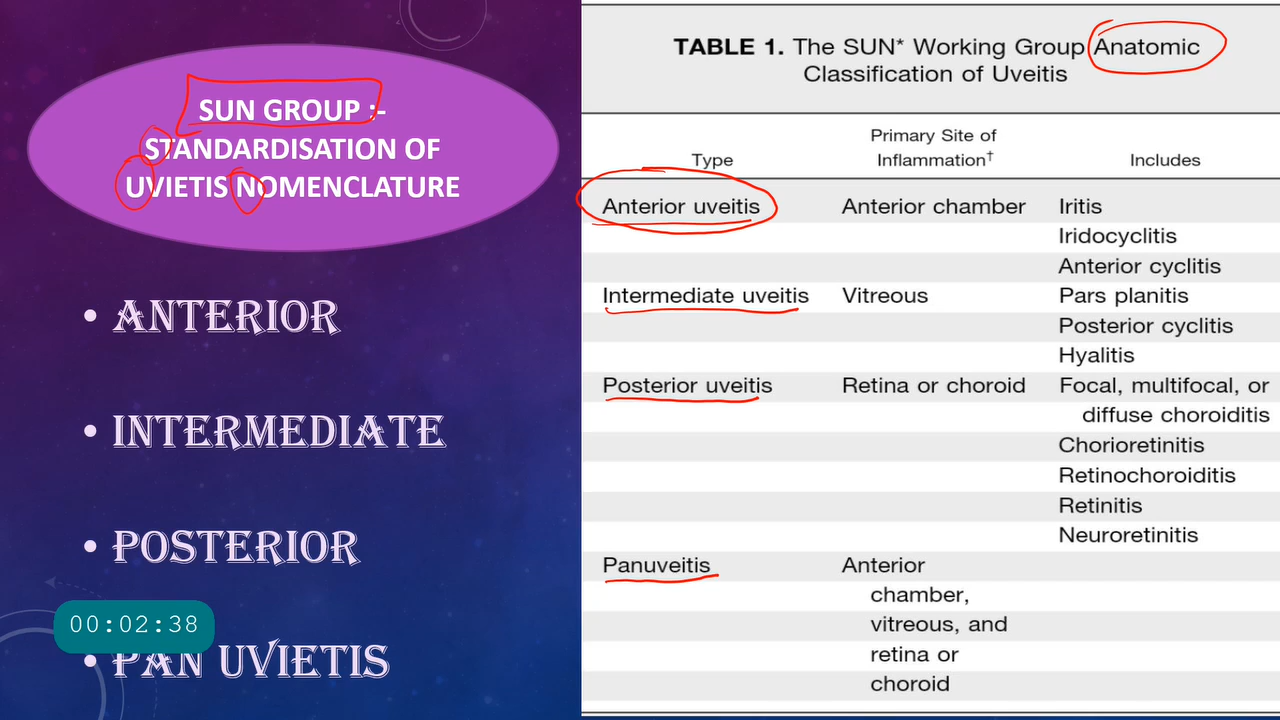 SUN GROUP :-
STANDARDISATION OF
UVIETIS NOMENCLATURE
• ANTERIOR
• INTERMEDIATE
• POSTERIOR
• PAN UVIETIS
00:02:38
TABLE 1. The SUN* Working Group Anatomic
Classification of Uveitis
Type Primary Site of Inflammation† Includes
Anterior uveitis Anterior chamber Iritis
Iridocyclitis
Anterior cyclitis
Intermediate uveitis Vitreous Pars planitis
Posterior cyclitis
Hyalitis
Posterior uveitis Retina or choroid Focal, multifocal, or
diffuse choroiditis
Chorioretinitis
Retinochoroiditis
Retinitis
Neuroretinitis
Panuveitis Anterior
chamber,
vitreous, and
retina or
choroid